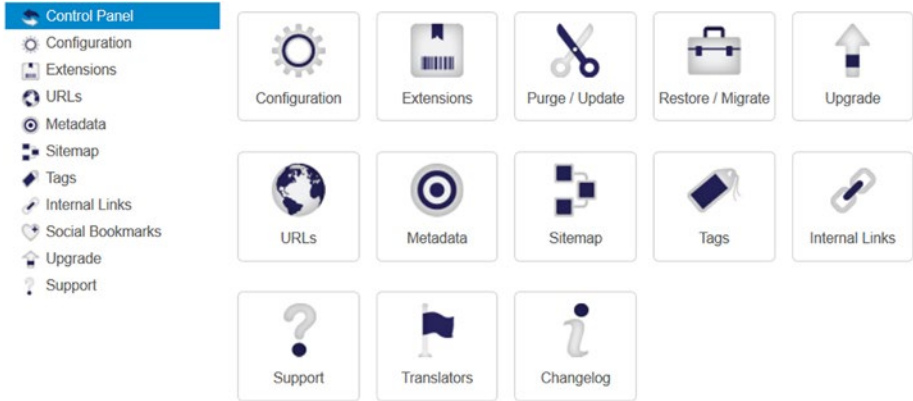 Control Panel
Configuration
Extensions
URLs
Metadata
Sitemap
Tags
Internal Links
Social Bookmarks
Upgrade
Support
Configuration
Extensions
Purge / Update
Restore / Migrate
Upgrade
URLs
Metadata
Sitemap
Tags
Internal Links
Support
Translators
Changelog